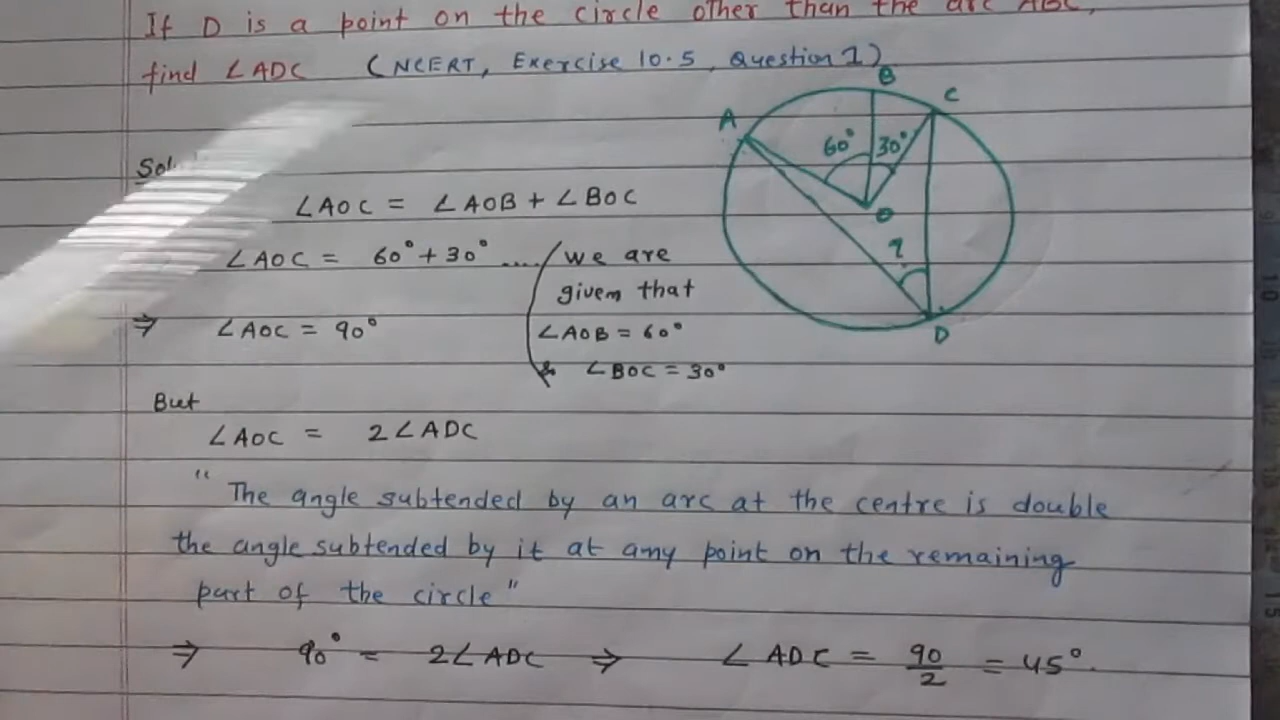 If D is a point on the circle other than the arc ABC,
find ∠ADC (NCERT, Exercise 10.5, Question 1)
B
C
A
60° 30°
Sol.
∠AOC = ∠AOB + ∠BOC
O
?
∠AOC = 60° + 30° .... (we are
given that
⇒ ∠AOC = 90°
∠AOB = 60°
D
& ∠BOC = 30°
But
∠AOC = 2∠ADC
"The angle subtended by an arc at the centre is double
the angle subtended by it at any point on the remaining
part of the circle"
⇒ 90° = 2∠ADC ⇒ ∠ADC = 90/2 = 45°.